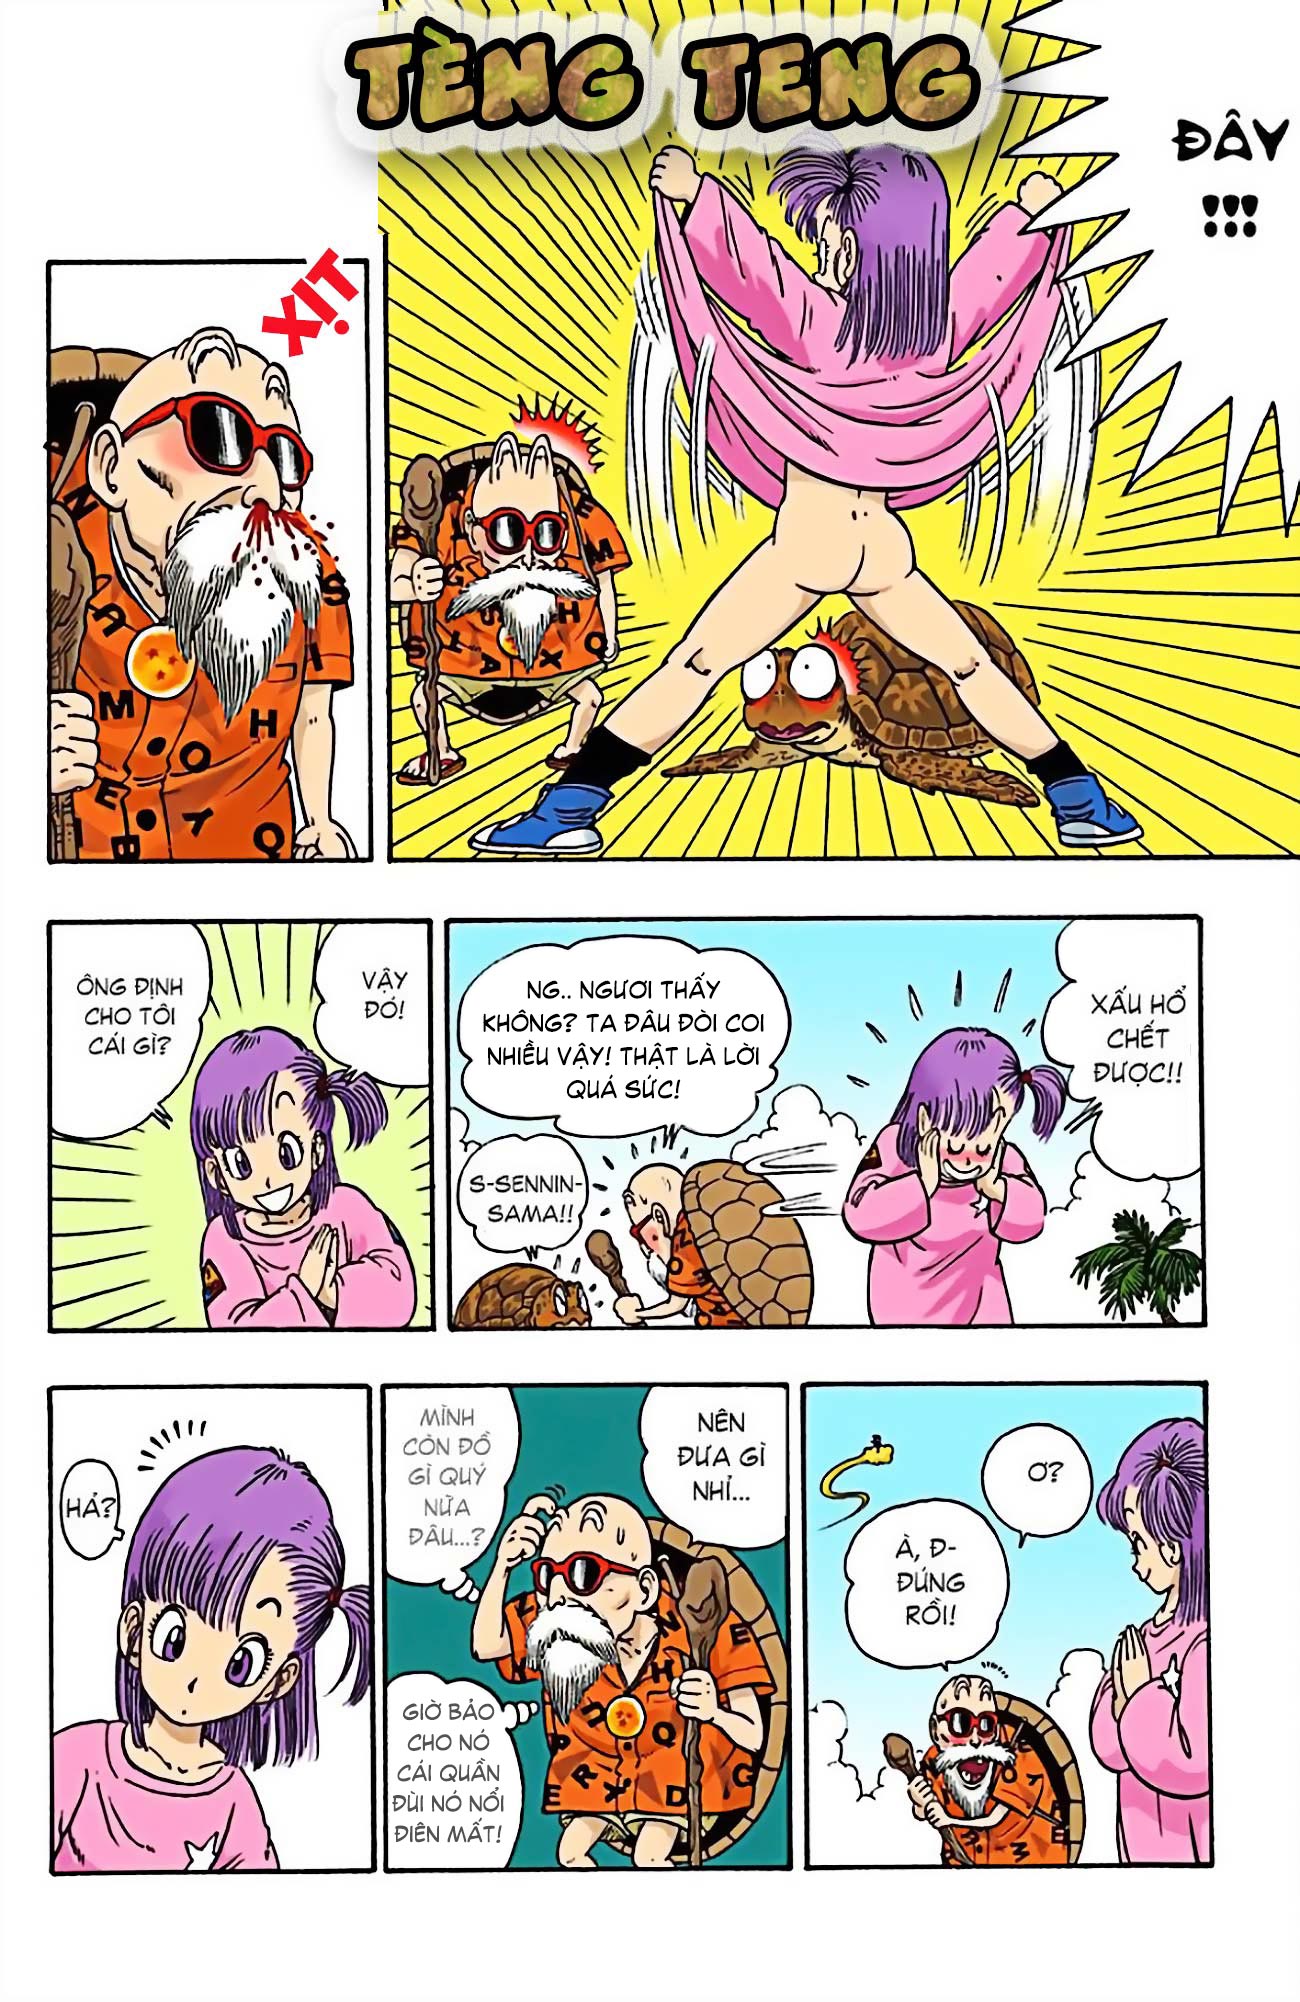 TÈNG TENG
ĐÂY
!!!
XỊT
XẤU HỔ
CHẾT
ĐƯỢC!!
NG.. NGƯƠI THẤY
KHÔNG? TA ĐÂU ĐÒI COI
NHIỀU VẬY! THẬT LÀ LỜI
QUÁ SỨC!
S-SENNIN-
SAMA!!
VẬY
ĐÓ!
ÔNG ĐỊNH
CHO TÔI
CÁI GÌ?
Ơ?
À, Đ-
ĐÚNG
RỒI!
NÊN
ĐƯA GÌ
NHỈ...
MÌNH
CÒN ĐỒ
GÌ QUÝ
NỮA
ĐÂU...?
GIỜ BẢO
CHO NÓ
CÁI QUẦN
ĐÙI NÓ NỔI
ĐIÊN MẤT!
HẢ?